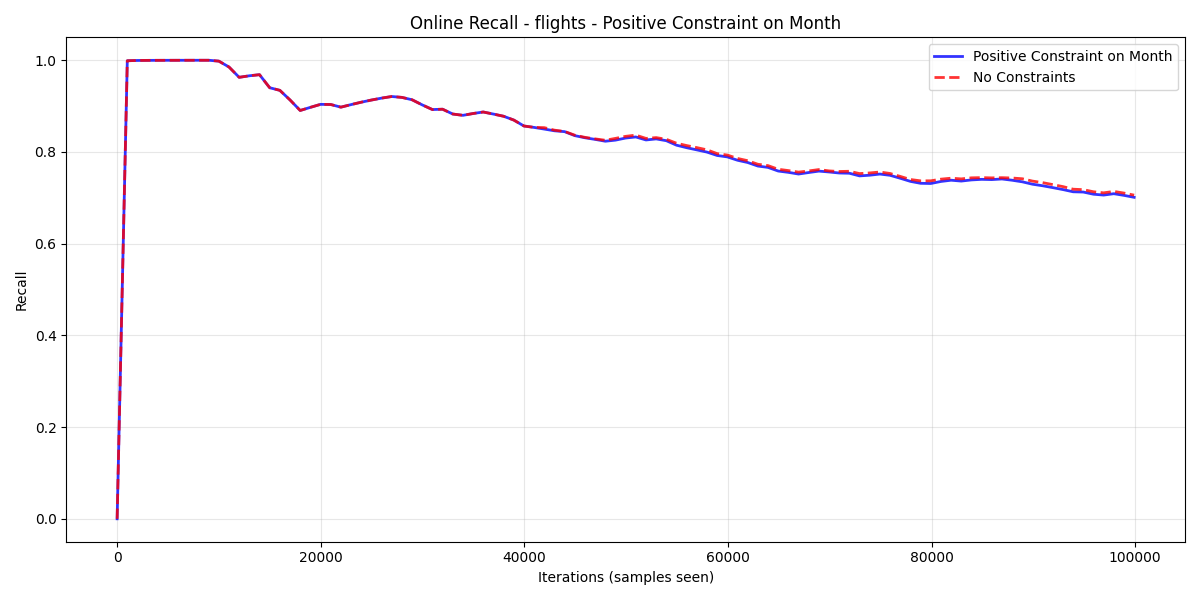 Online Recall - flights - Positive Constraint on Month
Positive Constraint on Month
No Constraints
1.0
0.8
0.6
0.4
0.2
0.0
Recall
0 20000 40000 60000 80000 100000
Iterations (samples seen)